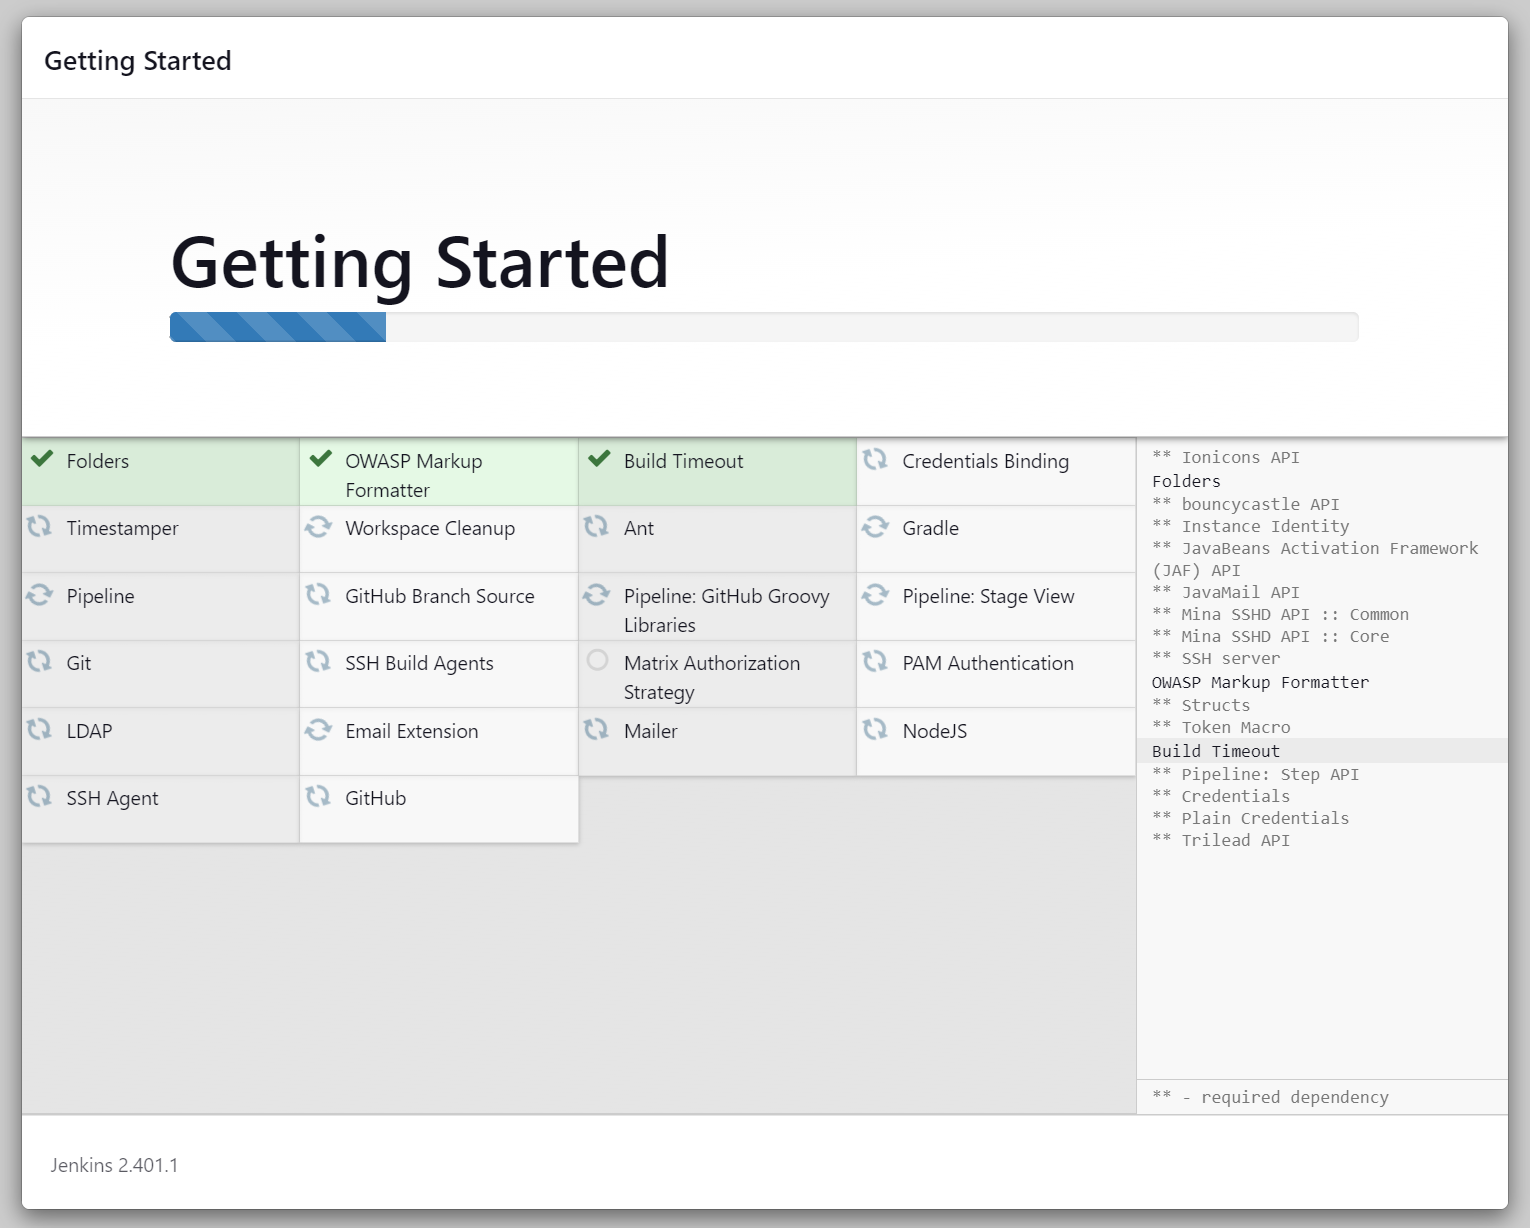 Getting Started
Getting Started
Folders
OWASP Markup
Formatter
Build Timeout
Credentials Binding
Timestamper
Workspace Cleanup
Ant
Gradle
Pipeline
GitHub Branch Source
Pipeline: GitHub Groovy
Libraries
Pipeline: Stage View
Git
SSH Build Agents
Matrix Authorization
Strategy
PAM Authentication
LDAP
Email Extension
Mailer
NodeJS
SSH Agent
GitHub
** Ionicons API
Folders
** bouncycastle API
** Instance Identity
** JavaBeans Activation Framework
(JAF) API
** JavaMail API
** Mina SSHD API :: Common
** Mina SSHD API :: Core
** SSH server
OWASP Markup Formatter
** Structs
** Token Macro
Build Timeout
** Pipeline: Step API
** Credentials
** Plain Credentials
** Trilead API
** - required dependency
Jenkins 2.401.1